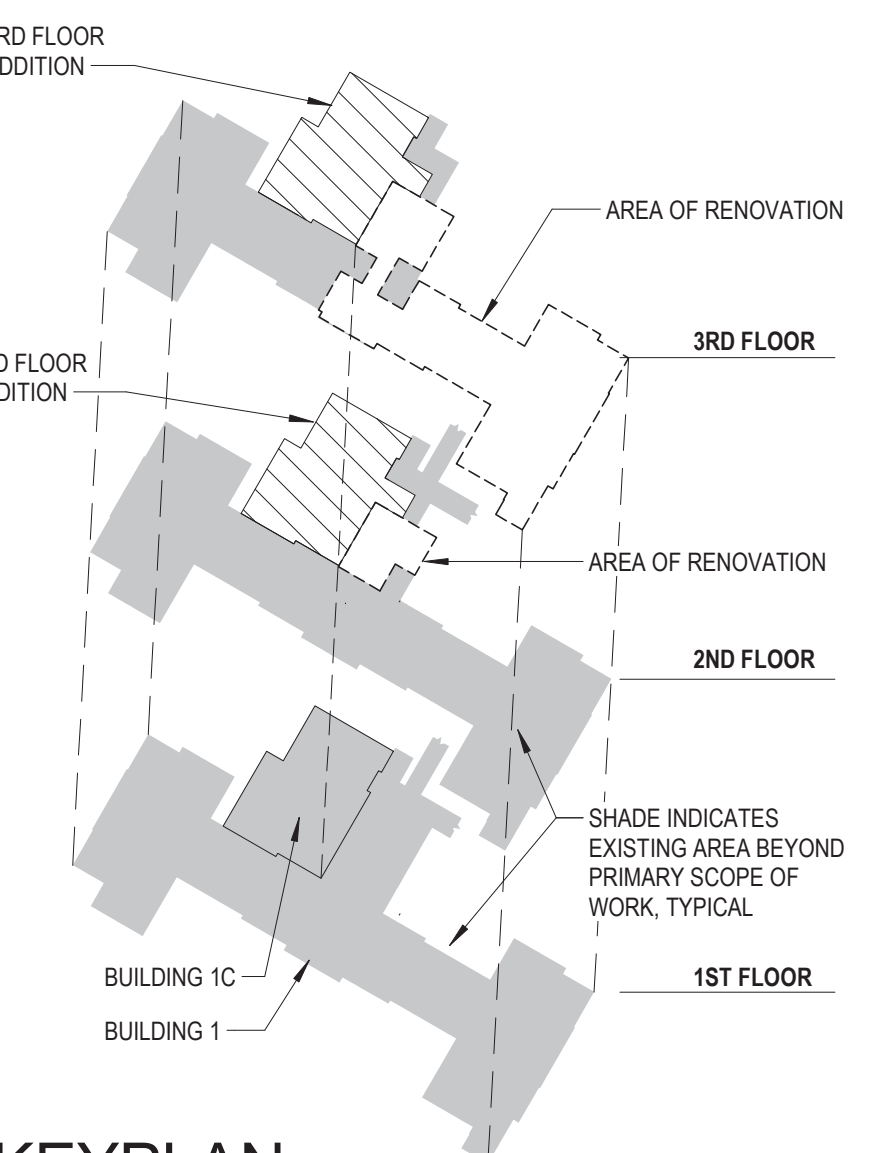 RD FLOOR
DDITION
AREA OF RENOVATION
3RD FLOOR
D FLOOR
DITION
AREA OF RENOVATION
2ND FLOOR
SHADE INDICATES
EXISTING AREA BEYOND
PRIMARY SCOPE OF
WORK, TYPICAL
BUILDING 1C
1ST FLOOR
BUILDING 1
KEYPLAN